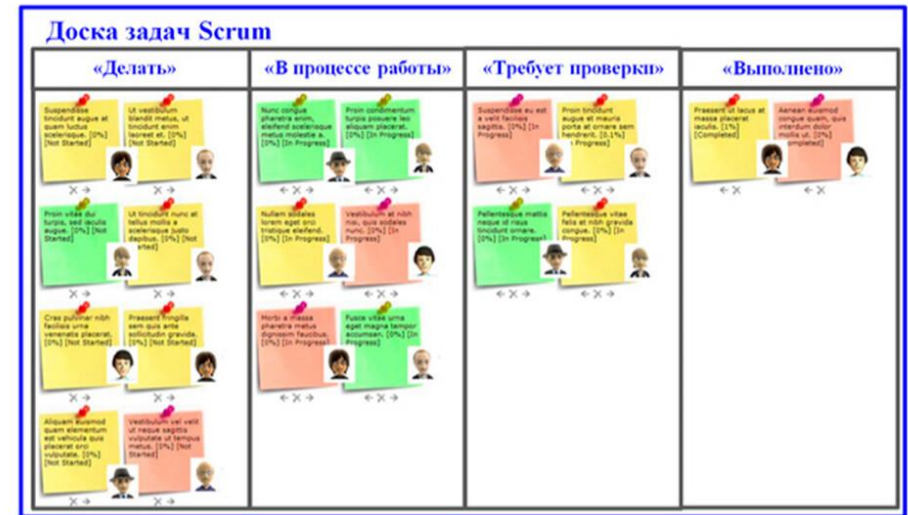 Доска задач Scrum
«Делать»
«В процессе работы»
«Требует проверки»
«Выполнено»
Suspendisse
tincidunt augue at
quam luctus
scelerisque. [0%]
[Not Started]
Ut vestibulum
blandit metus, ut
tincidunt enim
laoreet et. [0%]
[Not Started]
Proin vitae dui
turpis, sed iaculis
augue. [0%] [Not
Started]
Ut tincidunt nunc at
tellus mollis a
scelerisque justo
dapibus. [0%] [Not
Cras pulvinar nibh
facilisis urna
venenatis placerat.
[0%] [Not Started]
Praesent fringilla
sem quis ante
sollicitudin gravida.
[0%] [Not Started]
Aliquam euismod
quam elementum
est vehicula quis
placerat orci
vulputate. [0%]
[Not Started]
Vestibulum vel velit
ut neque sagittis
vulputate ut tempus
metus. [0%] [Not
Started]
Nunc congue
pharetra enim,
eleifend scelerisque
metus molestie a.
[0%] [In Progress]
Proin condimentum
turpis posuere leo
aliquam placerat.
[0%] [In Progress]
Nullam sodales
lorem eget orci
tristique eleifend.
[0%] [In Progress]
Vestibulum at nibh
nisi, quis sodales
nunc. [0%] [In
Progress]
Morbi a massa
pharetra metus
dignissim faucibus.
[0%] [In Progress]
Fusce vitae urna
eget magna tempor
accumsan. [0%] [In
Progress]
Suspendisse eu est
a velit facilisis
sagittis. [0%] [In
Progress]
Proin tincidunt
augue et mauris
porta at ornare sem
hendrerit. [0.1%]
Progress]
Pellentesque mattis
neque id risus
tincidunt ornare.
[0%] [In Progress]
Pellentesque vitae
felis et nibh gravida
congue. [0%] [In
Progress]
Praesent ut lacus at
massa placerat
iaculis. [1%]
[Completed]
Aenean euismod
congue quam, quis
interdum dolor
mollis ut. [0%]